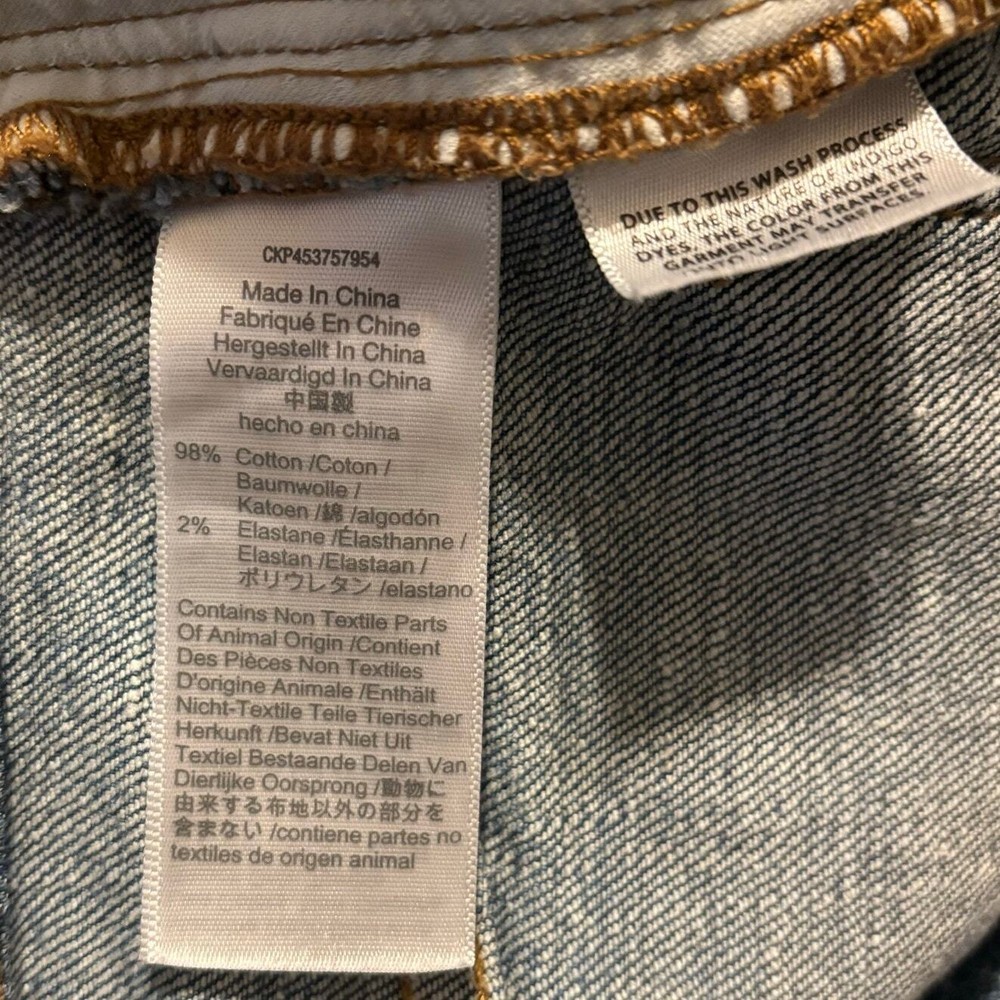 CKP453757954
Made In China
Fabriqué En Chine
Hergestellt In China
Vervaardigd In China
中国製
hecho en china
98% Cotton /Coton /
Baumwolle /
Katoen /綿 /algodón
2% Elastane /Élasthanne /
Elastan /Elastaan /
ポリウレタン /elastano
Contains Non Textile Parts
Of Animal Origin /Contient
Des Pièces Non Textiles
D'origine Animale /Enthält
Nicht-Textile Teile Tierischer
Herkunft /Bevat Niet Uit
Textiel Bestaande Delen Van
Dierlijke Oorsprong /動物に
由来する布地以外の部分を
含まない /contiene partes no
textiles de origen animal
DUE TO THIS WASH PROCESS
AND THE NATURE OF INDIGO
DYES, THE COLOR FROM THIS
GARMENT MAY TRANSFER
LIGHT SURFACES